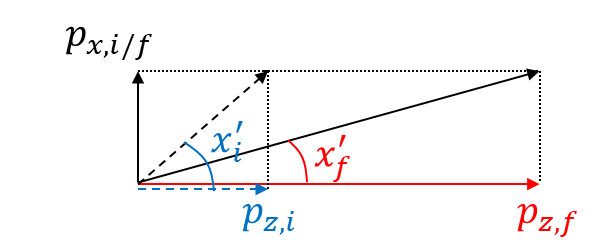 p_{x,i/f}
x'_i
x'_f
p_{z,i}
p_{z,f}